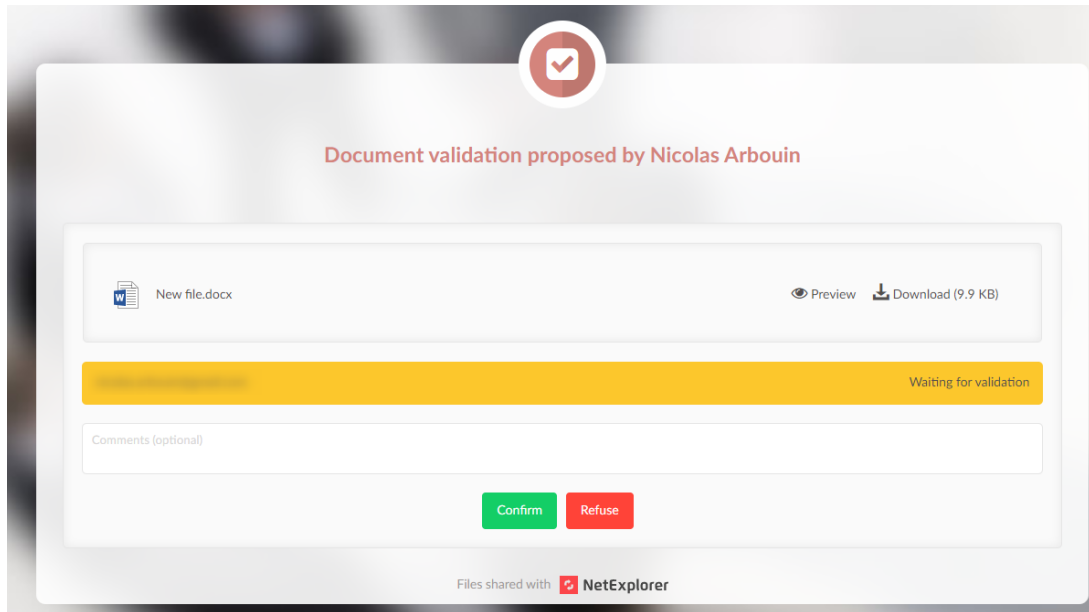 Document validation proposed by Nicolas Arbouin
New file.docx Preview Download (9.9 KB)
Waiting for validation
Comments (optional)
Confirm Refuse
Files shared with NetExplorer